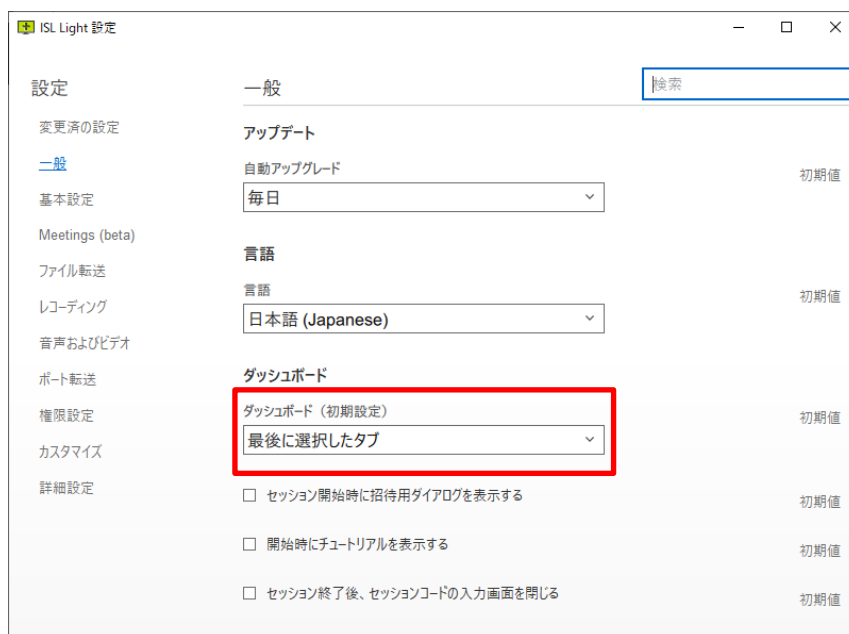 ISL Light 設定
設定
変更済の設定
一般
基本設定
Meetings (beta)
ファイル転送
レコーディング
音声およびビデオ
ポート転送
権限設定
カスタマイズ
詳細設定
一般
検索
アップデート
自動アップグレード
初期値
毎日
言語
言語
初期値
日本語 (Japanese)
ダッシュボード
ダッシュボード（初期設定）
初期値
最後に選択したタブ
セッション開始時に招待用ダイアログを表示する
初期値
開始時にチュートリアルを表示する
初期値
セッション終了後、セッションコードの入力画面を閉じる
初期値